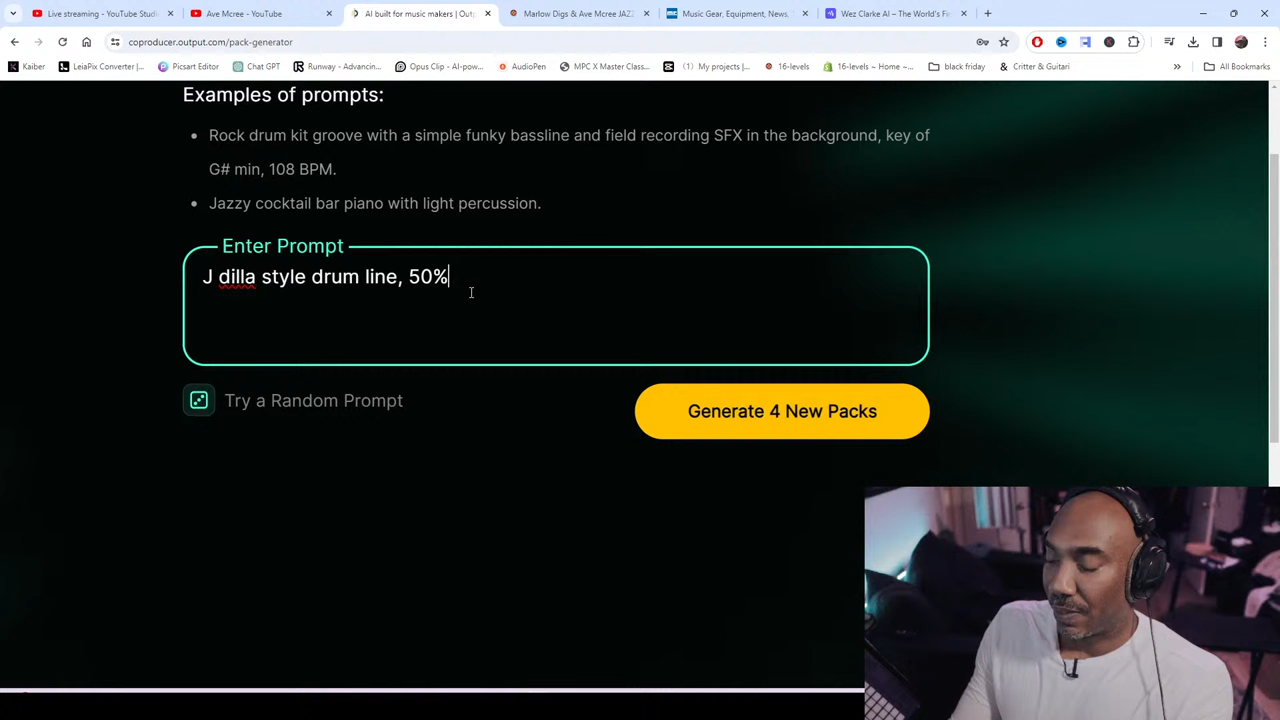 Live streaming - YouTube Studi
Ave Mcree - YouTube
AI built for music makers | Outp
Marlow Digs & Ave Mcree JAZZ
Music Gear, Equipment, News,
Wez Clarke AI – The World's Fi
coproducer.output.com/pack-generator
Kaiber
LeiaPix Converter |...
Picsart Editor
Chat GPT
Runway - Advancin...
Opus Clip - AI-pow...
AudioPen
MPC X Master Class...
(1) My projects |...
16-levels
16-levels ~ Home ~...
black friday
Critter & Guitari
All Bookmarks
Examples of prompts:
Rock drum kit groove with a simple funky bassline and field recording SFX in the background, key of
G# min, 108 BPM.
Jazzy cocktail bar piano with light percussion.
Enter Prompt
J dilla style drum line, 50%
Try a Random Prompt
Generate 4 New Packs